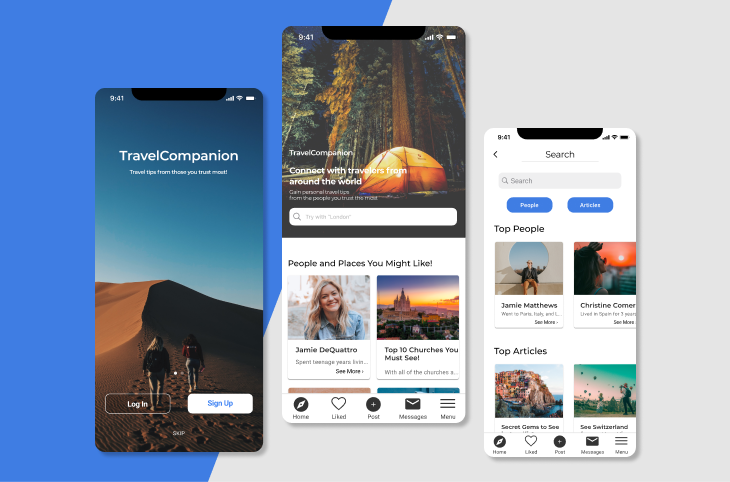 9:41
TravelCompanion
Travel tips from those you trust most!
Log In
Sign Up
SKIP
9:41
TravelCompanion
Connect with travelers from
around the world
Gain personal travel tips
from the people you trust the most
Try with "London"
People and Places You Might Like!
Jamie DeQuattro
Spent teenage years livin...
See More ›
Top 10 Churches You
Must See!
With all of the churches a...
Home
Liked
Post
Messages
Menu
9:41
Search
Search
People
Articles
Top People
Jamie Matthews
Went to Paris, Italy, and L...
See More ›
Christine Comer
Lived in Spain for 3 years
See More
Top Articles
Secret Gems to See
See Switzerland
Home
Liked
Post
Messages
Menu